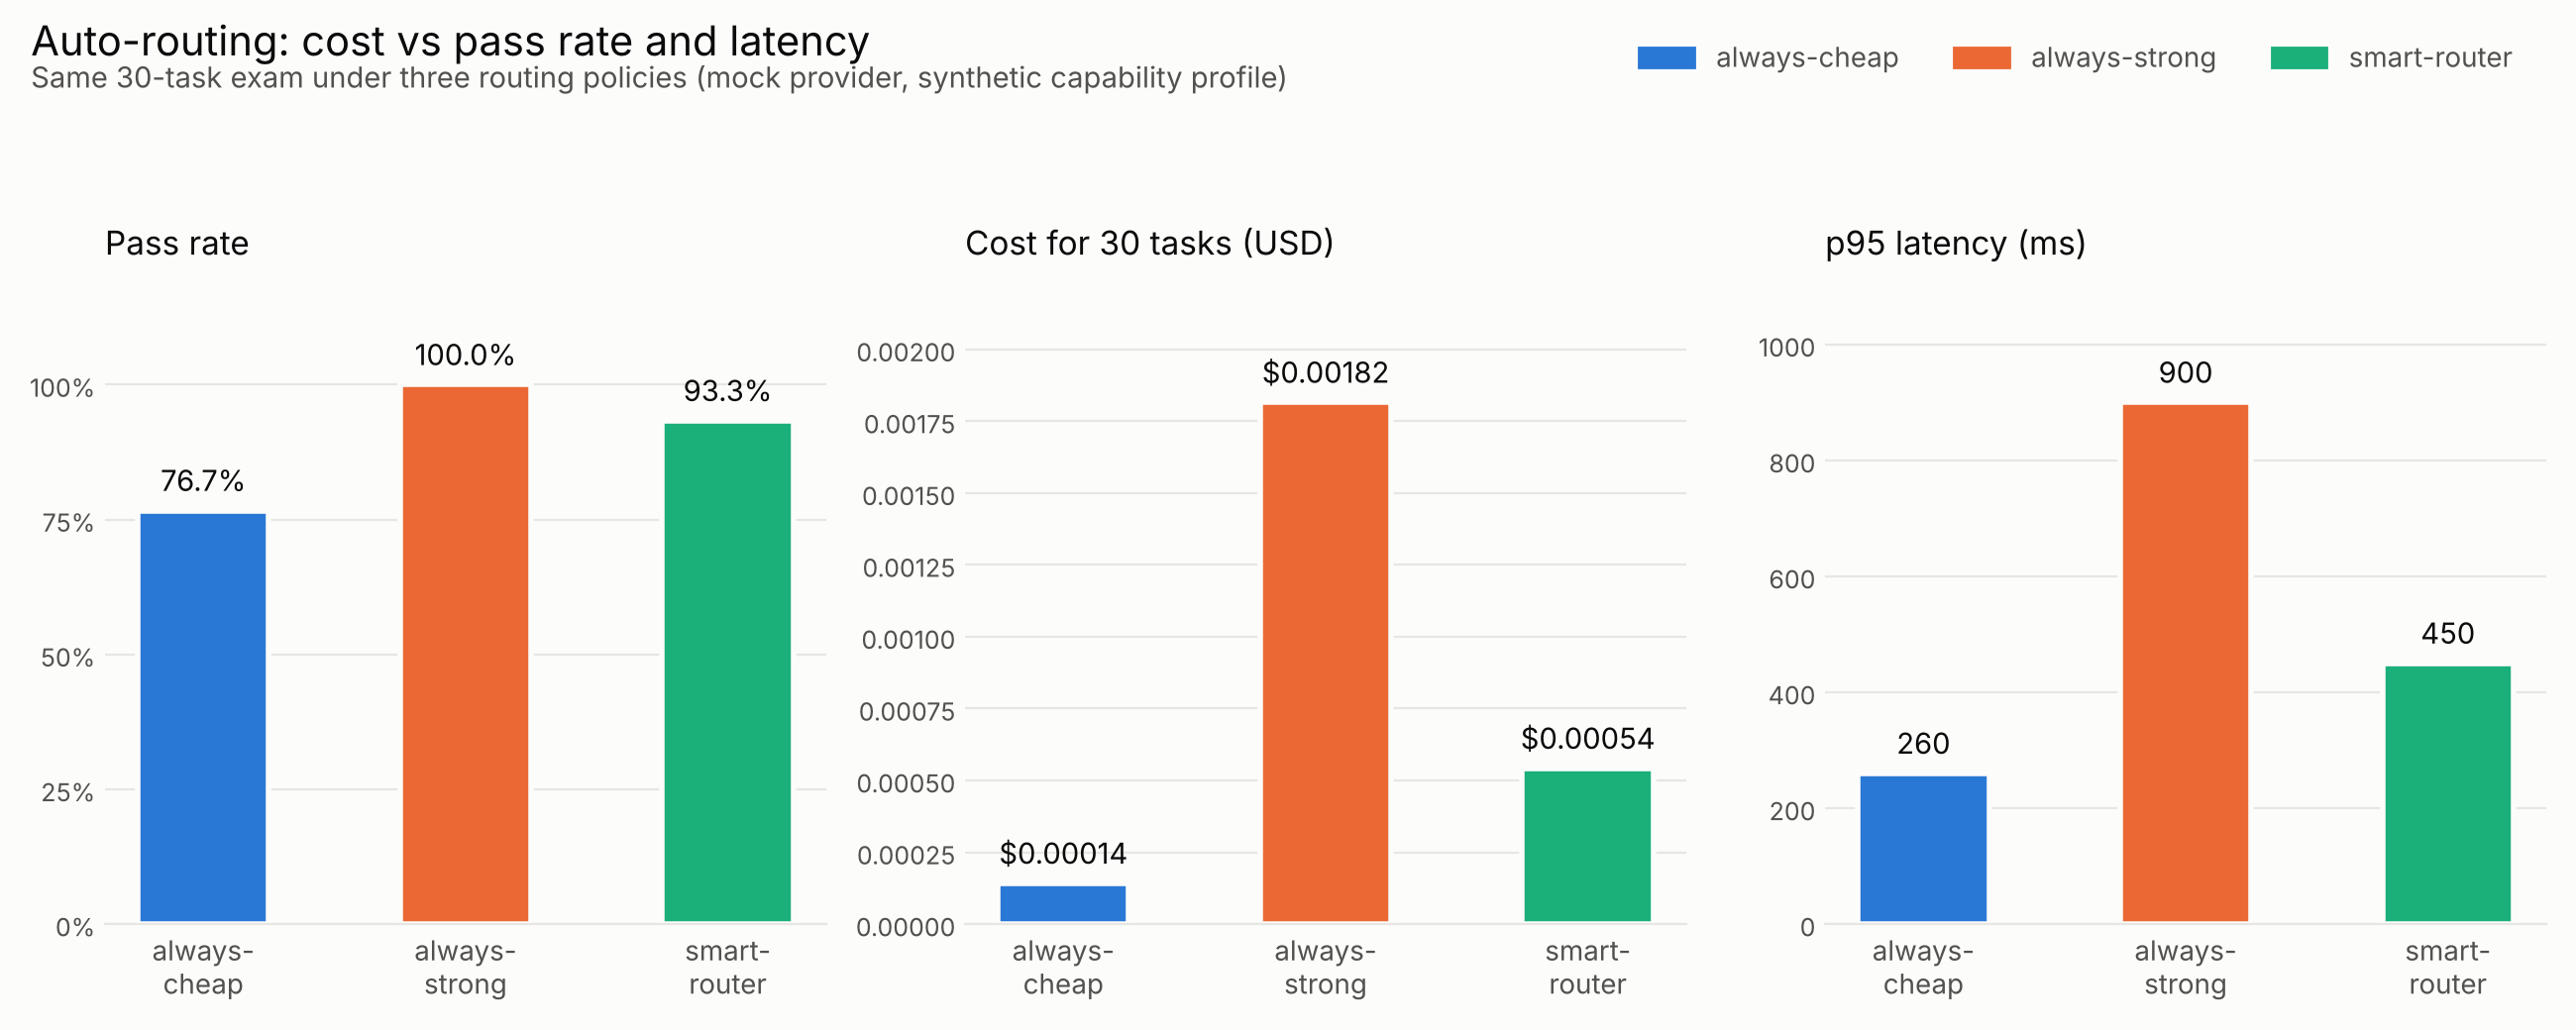 Auto-routing: cost vs pass rate and latency
Same 30-task exam under three routing policies (mock provider, synthetic capability profile)
always-cheap
always-strong
smart-router
Pass rate
100%
75%
50%
25%
0%
76.7%
100.0%
93.3%
always-
cheap
always-
strong
smart-
router
Cost for 30 tasks (USD)
0.00200
0.00175
0.00150
0.00125
0.00100
0.00075
0.00050
0.00025
0.00000
$0.00014
$0.00182
$0.00054
always-
cheap
always-
strong
smart-
router
p95 latency (ms)
1000
800
600
400
200
0
260
900
450
always-
cheap
always-
strong
smart-
router